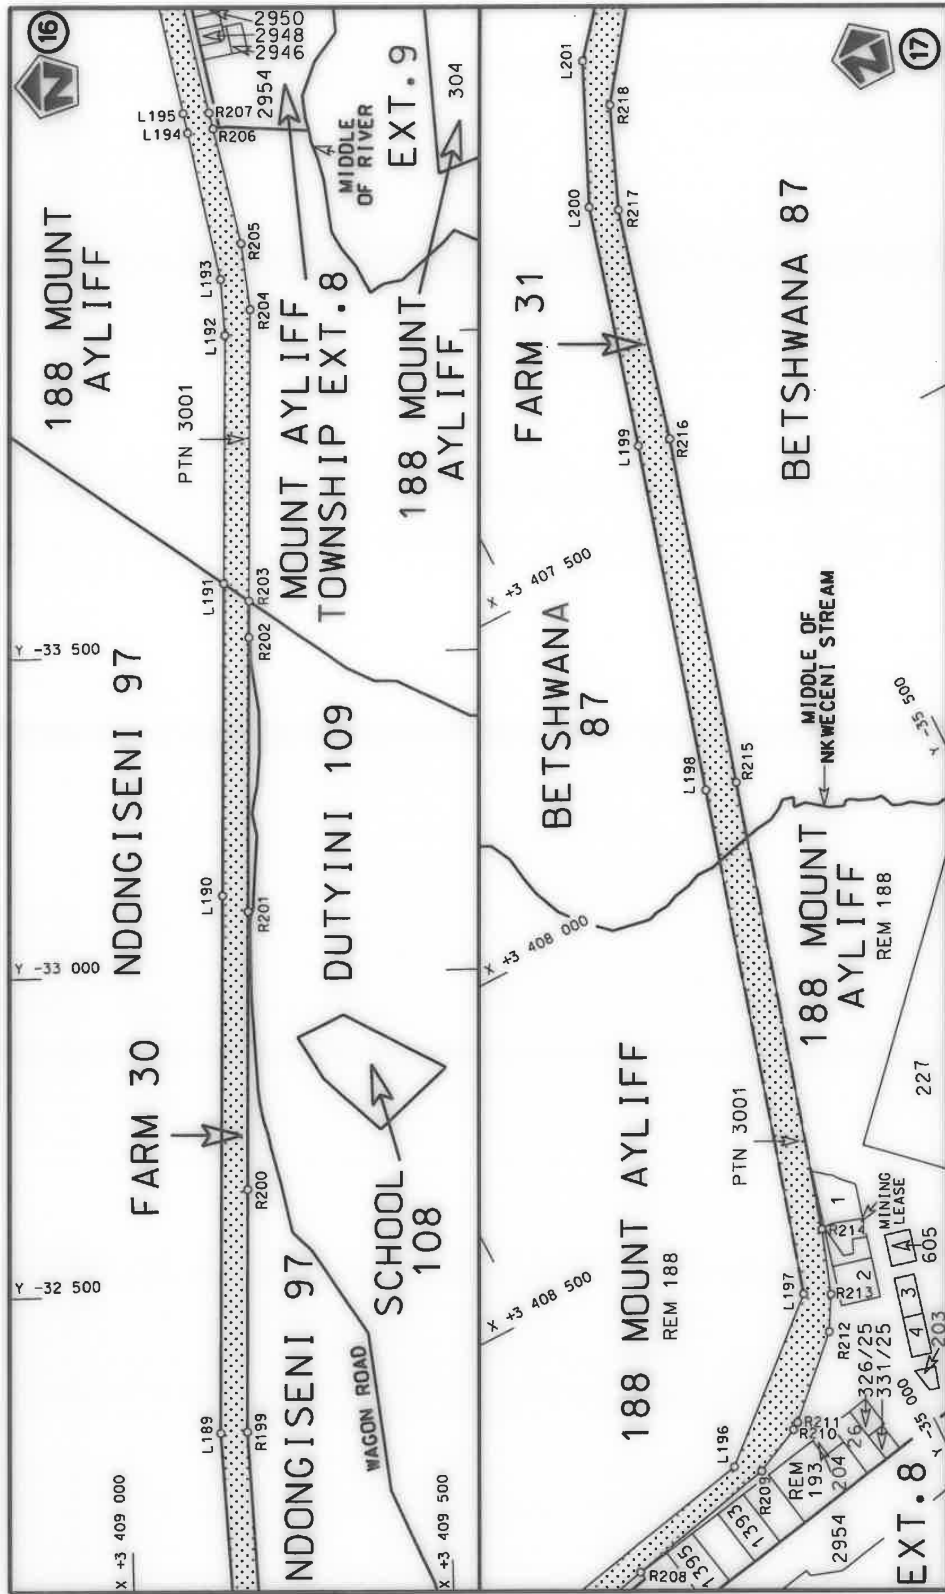 16
N
2950
2948
2946
2954
L195
L194
R207
R206
188 MOUNT
AYLIFF
MIDDLE
OF RIVER
EXT.9
304
L193
L192
R205
R204
PTN 3001
MOUNT AYLIFF
TOWNSHIP EXT.8
188 MOUNT
AYLIFF
L191
R203
R202
Y -33 500
NDONGISENI 97
DUTYINI 109
L190
R201
Y -33 000
FARM 30
SCHOOL
108
R200
Y -32 500
NDONGISENI 97
WAGON ROAD
L189
R199
X +3 409 000
X +3 409 500
17
N
L201
R218
L200
R217
FARM 31
BETSHWANA 87
L199
R216
X +3 407 500
BETSHWANA
87
MIDDLE OF
NKWECENI STREAM
Y -35 500
L198
R215
188 MOUNT
AYLIFF
REM 188
X +3 408 000
188 MOUNT AYLIFF
REM 188
PTN 3001
227
1
MINING
LEASE
R214
2
A
605
L197
R213
3
4
203
X +3 408 500
R212
326/25
331/25
Y -35 000
R211
R210
26
L196
R209
REM
193
204
1393
1395
2954
EXT.8
R208